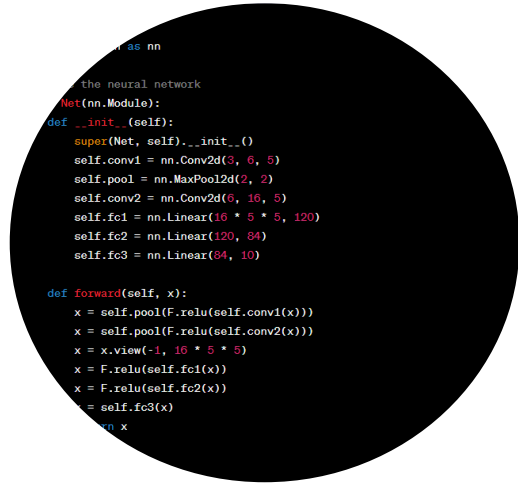 as nn
the neural network
Net(nn.Module):
def __init__(self):
super(Net, self).__init__()
self.conv1 = nn.Conv2d(3, 6, 5)
self.pool = nn.MaxPool2d(2, 2)
self.conv2 = nn.Conv2d(6, 16, 5)
self.fc1 = nn.Linear(16 * 5 * 5, 120)
self.fc2 = nn.Linear(120, 84)
self.fc3 = nn.Linear(84, 10)
def forward(self, x):
x = self.pool(F.relu(self.conv1(x)))
x = self.pool(F.relu(self.conv2(x)))
x = x.view(-1, 16 * 5 * 5)
x = F.relu(self.fc1(x))
x = F.relu(self.fc2(x))
= self.fc3(x)
rn x